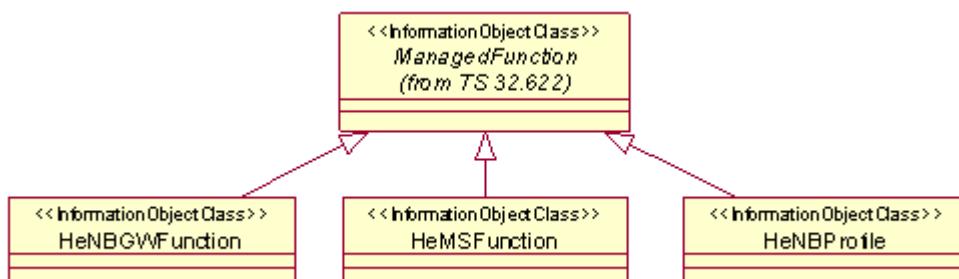 <<InformationObjectClass>>
ManagedFunction
(from TS 32.622)
<<InformationObjectClass>>
HeNBGWFunction
<<InformationObjectClass>>
HeMSFunction
<<InformationObjectClass>>
HeNBProfile